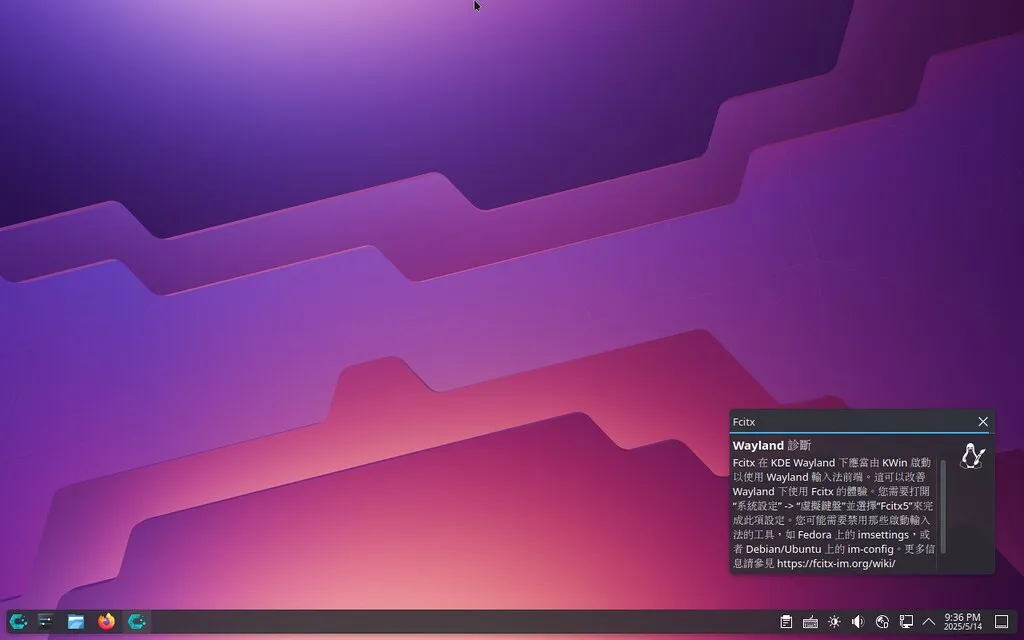 Fcitx
Wayland 診斷
Fcitx 在 KDE Wayland 下應當由 KWin 啟動
以使用 Wayland 輸入法前端。這可以改善
Wayland 下使用 Fcitx 的體驗。您需要打開
“系統設定” -> “虛擬鍵盤”並選擇“Fcitx5”來完
成此項設定。您可能需要禁用那些啟動輸入
法的工具，如 Fedora 上的 imsettings，或
者 Debian/Ubuntu 上的 im-config。更多信
息請參見 https://fcitx-im.org/wiki/
9:36 PM
2025/5/14